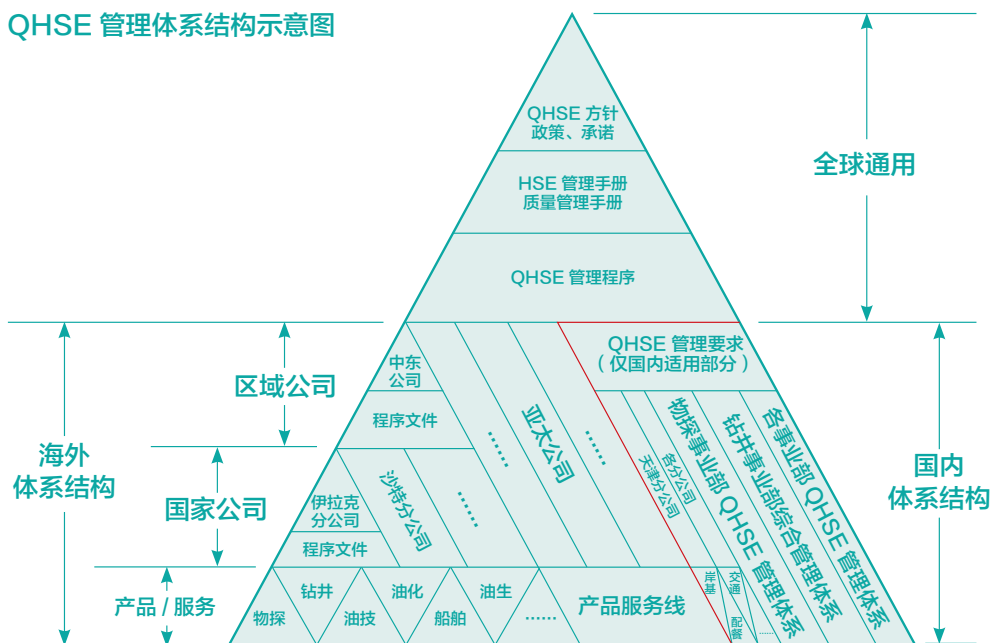 QHSE 管理体系结构示意图
QHSE 方针
政策、承诺
HSE 管理手册
质量管理手册
QHSE 管理程序
全球通用
海外
体系结构
区域公司
国家公司
产品 / 服务
中东
公司
程序文件
伊拉克
分公司
程序文件
沙特分公司
……
……
亚太公司
……
QHSE 管理要求
（仅国内适用部分）
天津分公司
各分公司
物探事业部 QHSE 管理体系
钻井事业部综合管理体系
各事业部 QHSE 管理体系
国内
体系结构
物探
钻井
油技
油化
船舶
油生
……
产品服务线
岸基
交通
配餐
……